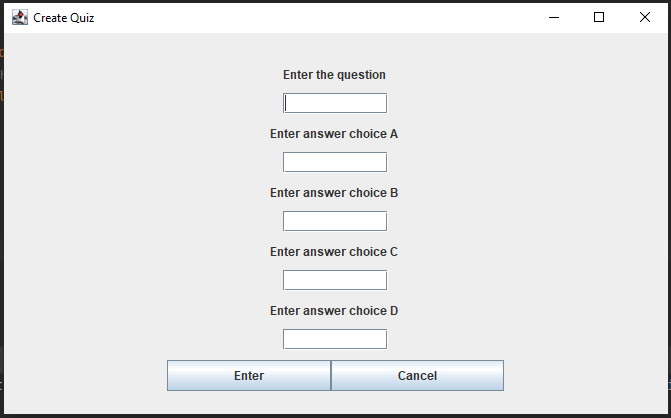 Create Quiz
Enter the question
Enter answer choice A
Enter answer choice B
Enter answer choice C
Enter answer choice D
Enter Cancel